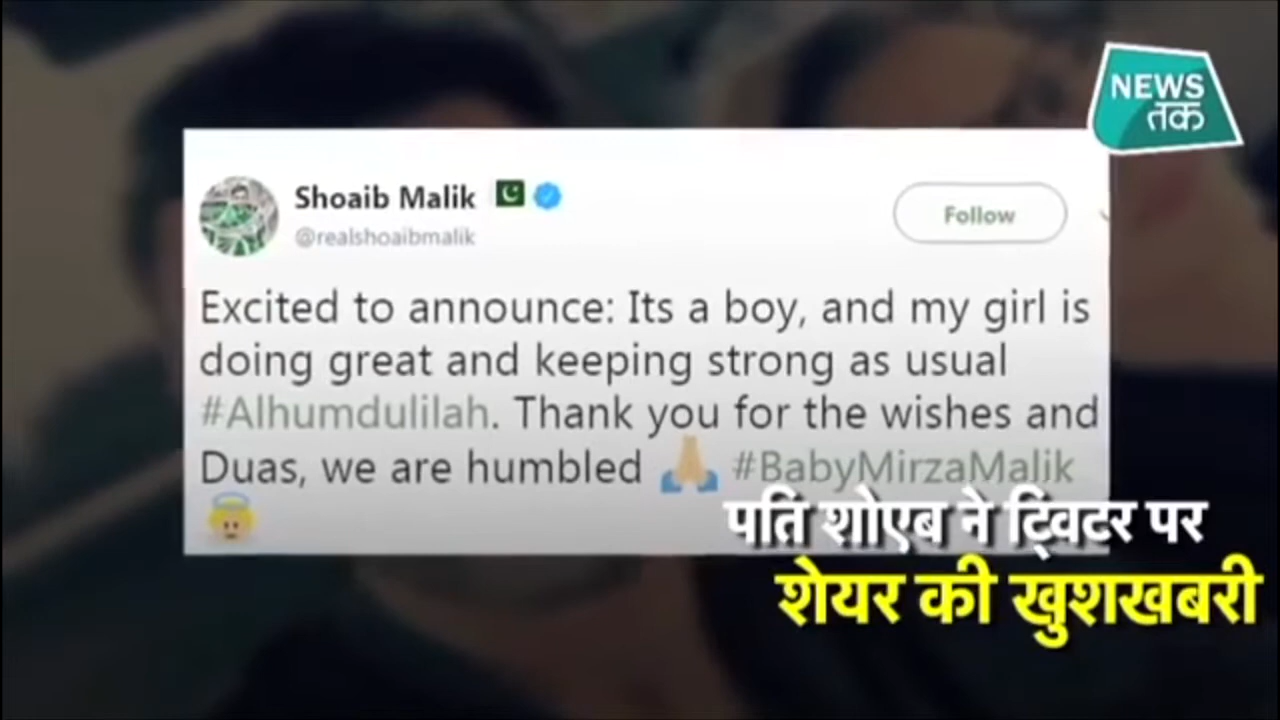 NEWS
तक
Shoaib Malik
@realshoaibmalik
Follow
Excited to announce: Its a boy, and my girl is
doing great and keeping strong as usual
#Alhumdulilah. Thank you for the wishes and
Duas, we are humbled 🙏 #BabyMirzaMalik
😇
पति शोएब ने ट्विटर पर
शेयर की खुशखबरी